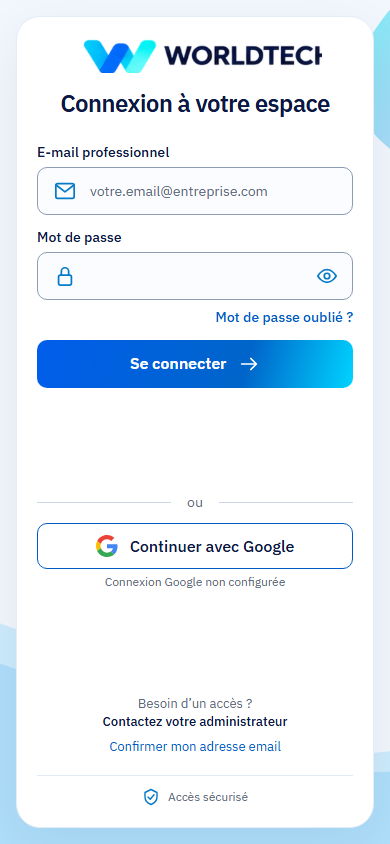 WORLDTECH
Connexion à votre espace
E-mail professionnel
votre.email@entreprise.com
Mot de passe
Mot de passe oublié ?
Se connecter
ou
Continuer avec Google
Connexion Google non configurée
Besoin d’un accès ?
Contactez votre administrateur
Confirmer mon adresse email
Accès sécurisé